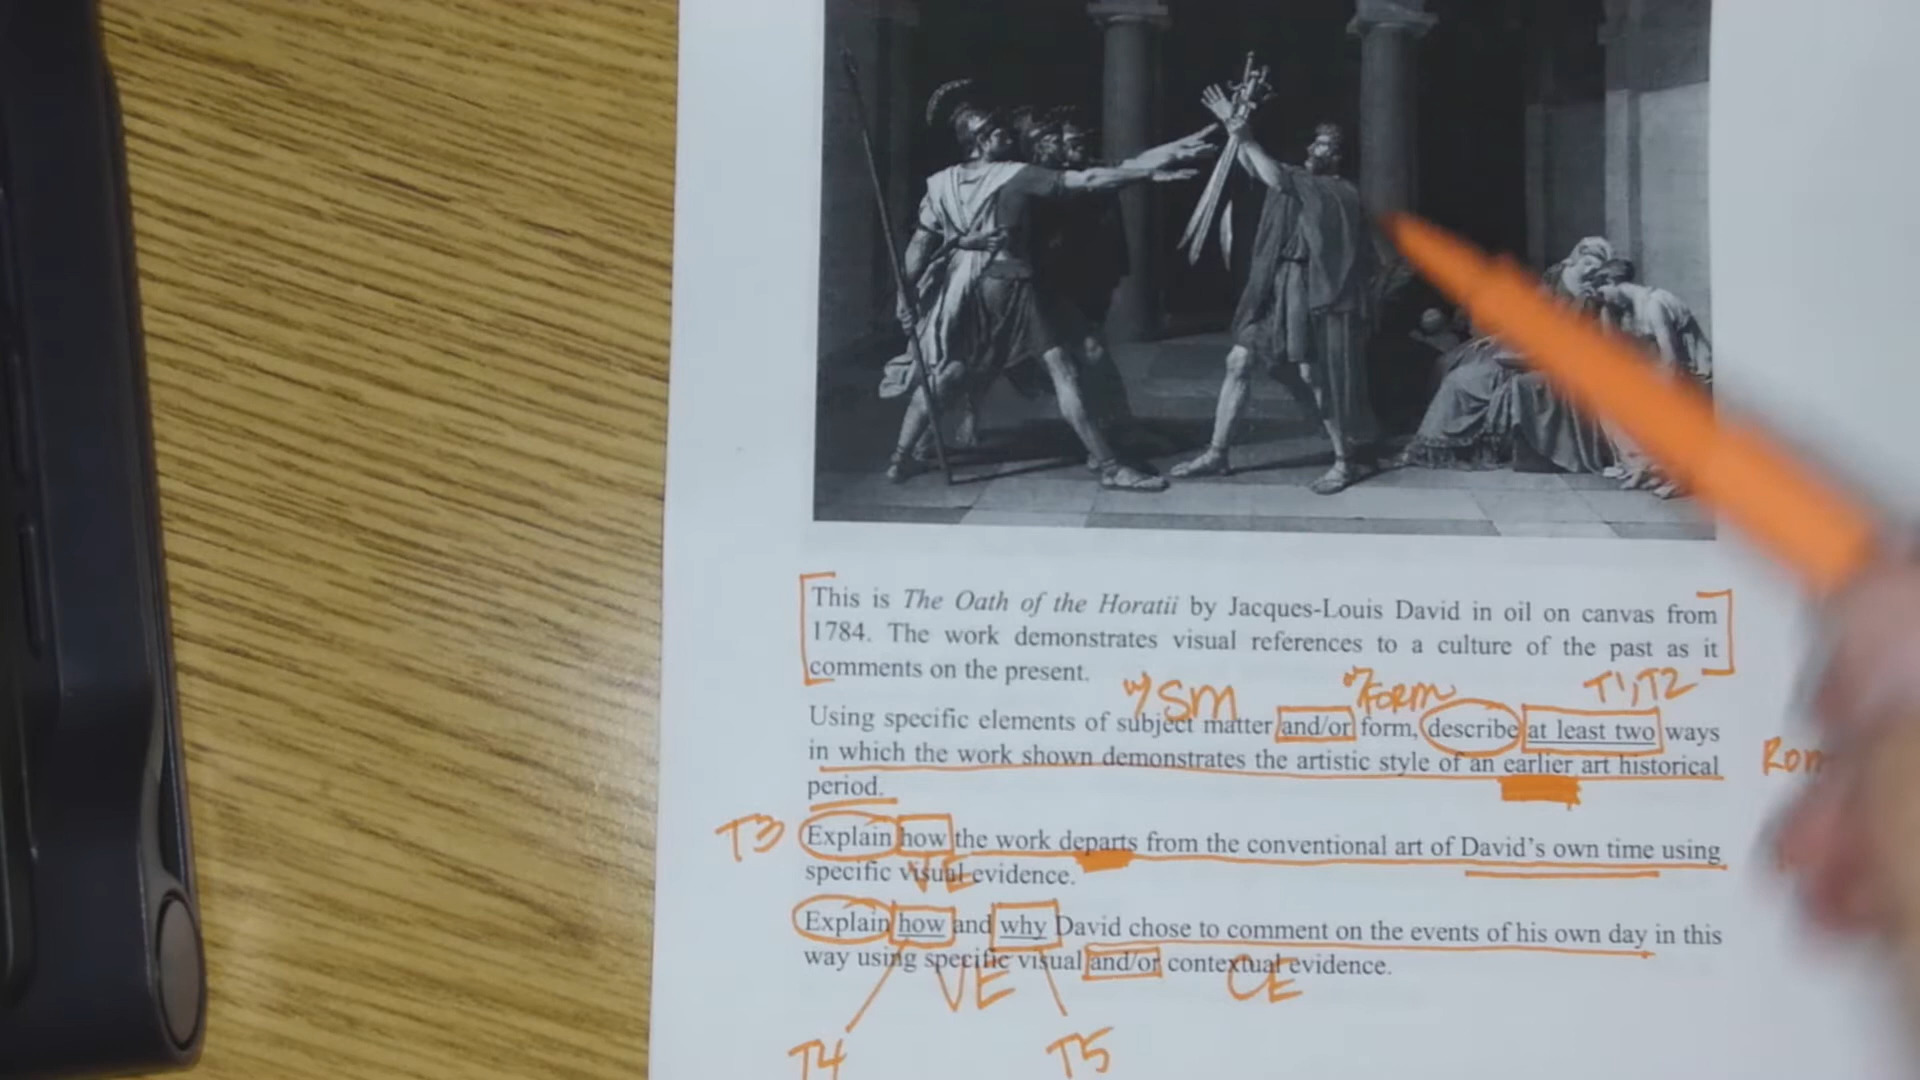 This is The Oath of the Horatii by Jacques-Louis David in oil on canvas from
1784. The work demonstrates visual references to a culture of the past as it
comments on the present.
w/ SM w/ FORM T1, T2
Using specific elements of subject matter and/or form, describe at least two ways
in which the work shown demonstrates the artistic style of an earlier art historical
Rom
period.
T3 Explain how the work departs from the conventional art of David's own time using
VE
specific visual evidence.
Explain how and why David chose to comment on the events of his own day in this
way using specific visual and/or contextual evidence.
VE CE
T4 T5